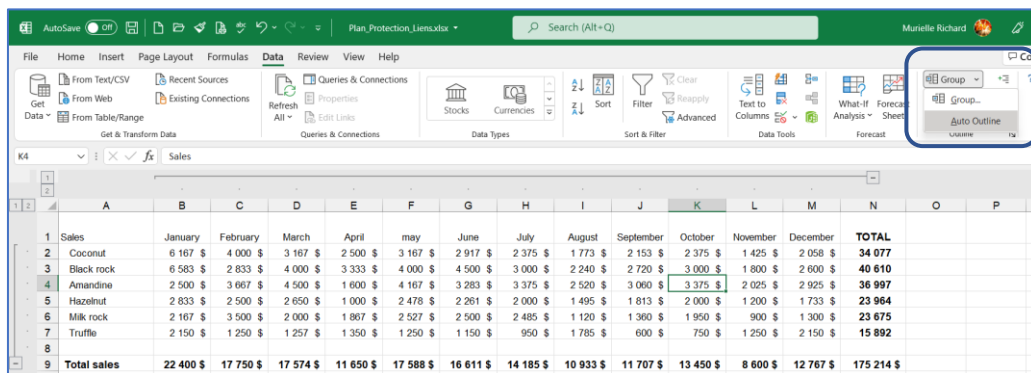 AutoSave Off Plan_Protection_Liens.xlsx Search (Alt+Q) Murielle Richard
File Home Insert Page Layout Formulas Data Review View Help Co
Get Data
From Text/CSV
From Web
From Table/Range
Recent Sources
Existing Connections
Get & Transform Data
Refresh All
Queries & Connections
Properties
Edit Links
Queries & Connections
Stocks Currencies
Data Types
Sort
Filter
Clear
Reapply
Advanced
Sort & Filter
Text to Columns
Data Tools
What-If Analysis
Forecast Sheet
Forecast
Group
Group...
Auto Outline
Outline
K4 fx Sales
1
2
1 2 A B C D E F G H I J K L M N O P
1 Sales January February March April may June July August September October November December TOTAL
2 Coconut 6 167 $ 4 000 $ 3 167 $ 2 500 $ 3 167 $ 2 917 $ 2 375 $ 1 773 $ 2 153 $ 2 375 $ 1 425 $ 2 058 $ 34 077
3 Black rock 6 583 $ 2 833 $ 4 000 $ 3 333 $ 4 000 $ 4 500 $ 3 000 $ 2 240 $ 2 720 $ 3 000 $ 1 800 $ 2 600 $ 40 610
4 Amandine 2 500 $ 3 667 $ 4 500 $ 1 600 $ 4 167 $ 3 283 $ 3 375 $ 2 520 $ 3 060 $ 3 375 $ 2 025 $ 2 925 $ 36 997
5 Hazelnut 2 833 $ 2 500 $ 2 650 $ 1 000 $ 2 478 $ 2 261 $ 2 000 $ 1 495 $ 1 813 $ 2 000 $ 1 200 $ 1 733 $ 23 964
6 Milk rock 2 167 $ 3 500 $ 2 000 $ 1 867 $ 2 527 $ 2 500 $ 2 485 $ 1 120 $ 1 360 $ 1 950 $ 900 $ 1 300 $ 23 675
7 Truffle 2 150 $ 1 250 $ 1 257 $ 1 350 $ 1 250 $ 1 150 $ 950 $ 1 785 $ 600 $ 750 $ 1 250 $ 2 150 $ 15 892
8
9 Total sales 22 400 $ 17 750 $ 17 574 $ 11 650 $ 17 588 $ 16 611 $ 14 185 $ 10 933 $ 11 707 $ 13 450 $ 8 600 $ 12 767 $ 175 214 $